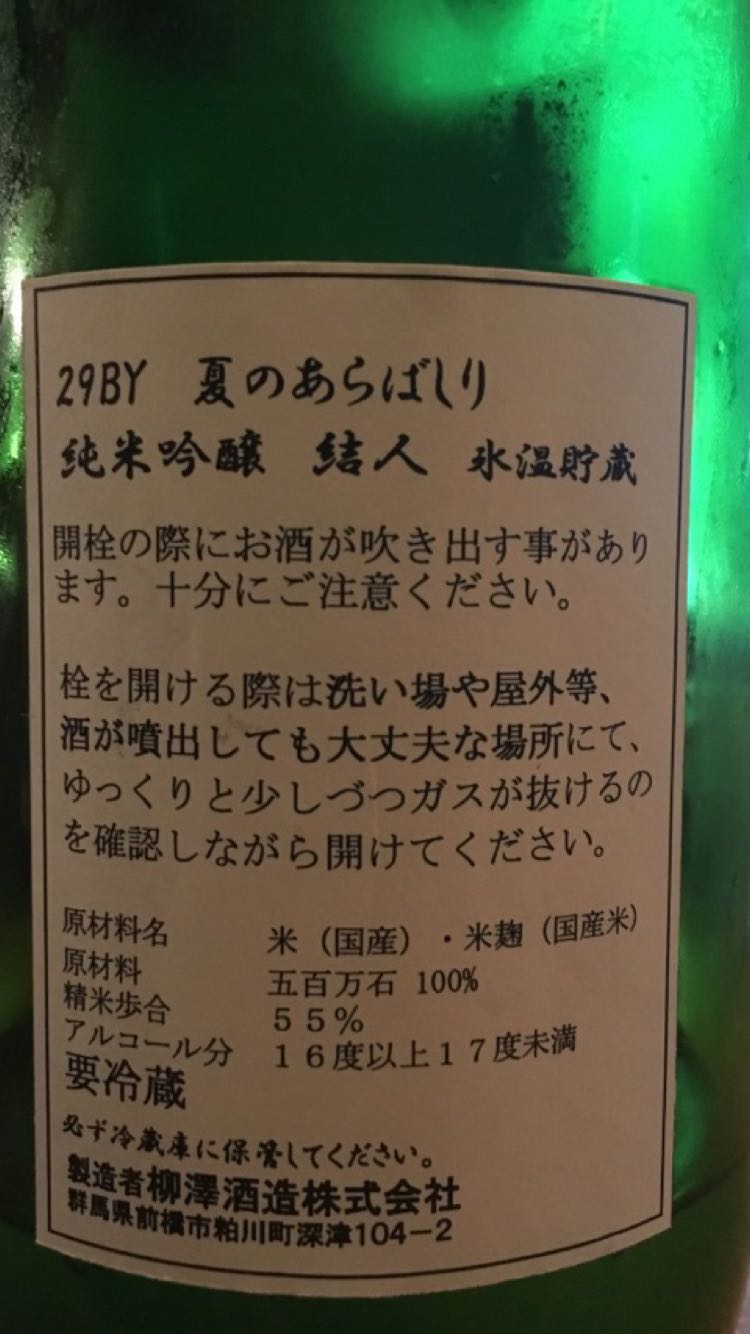 29BY 夏のあらばしり
純米吟醸 結人 氷温貯蔵
開栓の際にお酒が吹き出す事があり
ます。十分にご注意ください。
栓を開ける際は洗い場や屋外等、
酒が噴出しても大丈夫な場所にて、
ゆっくりと少しづつガスが抜けるの
を確認しながら開けてください。
原材料名 米（国産）・米麹（国産米）
原材料 五百万石 100%
精米歩合 55%
アルコール分 16度以上17度未満
要冷蔵
必ず冷蔵庫に保管してください。
製造者柳澤酒造株式会社
群馬県前橋市粕川町深津104-2